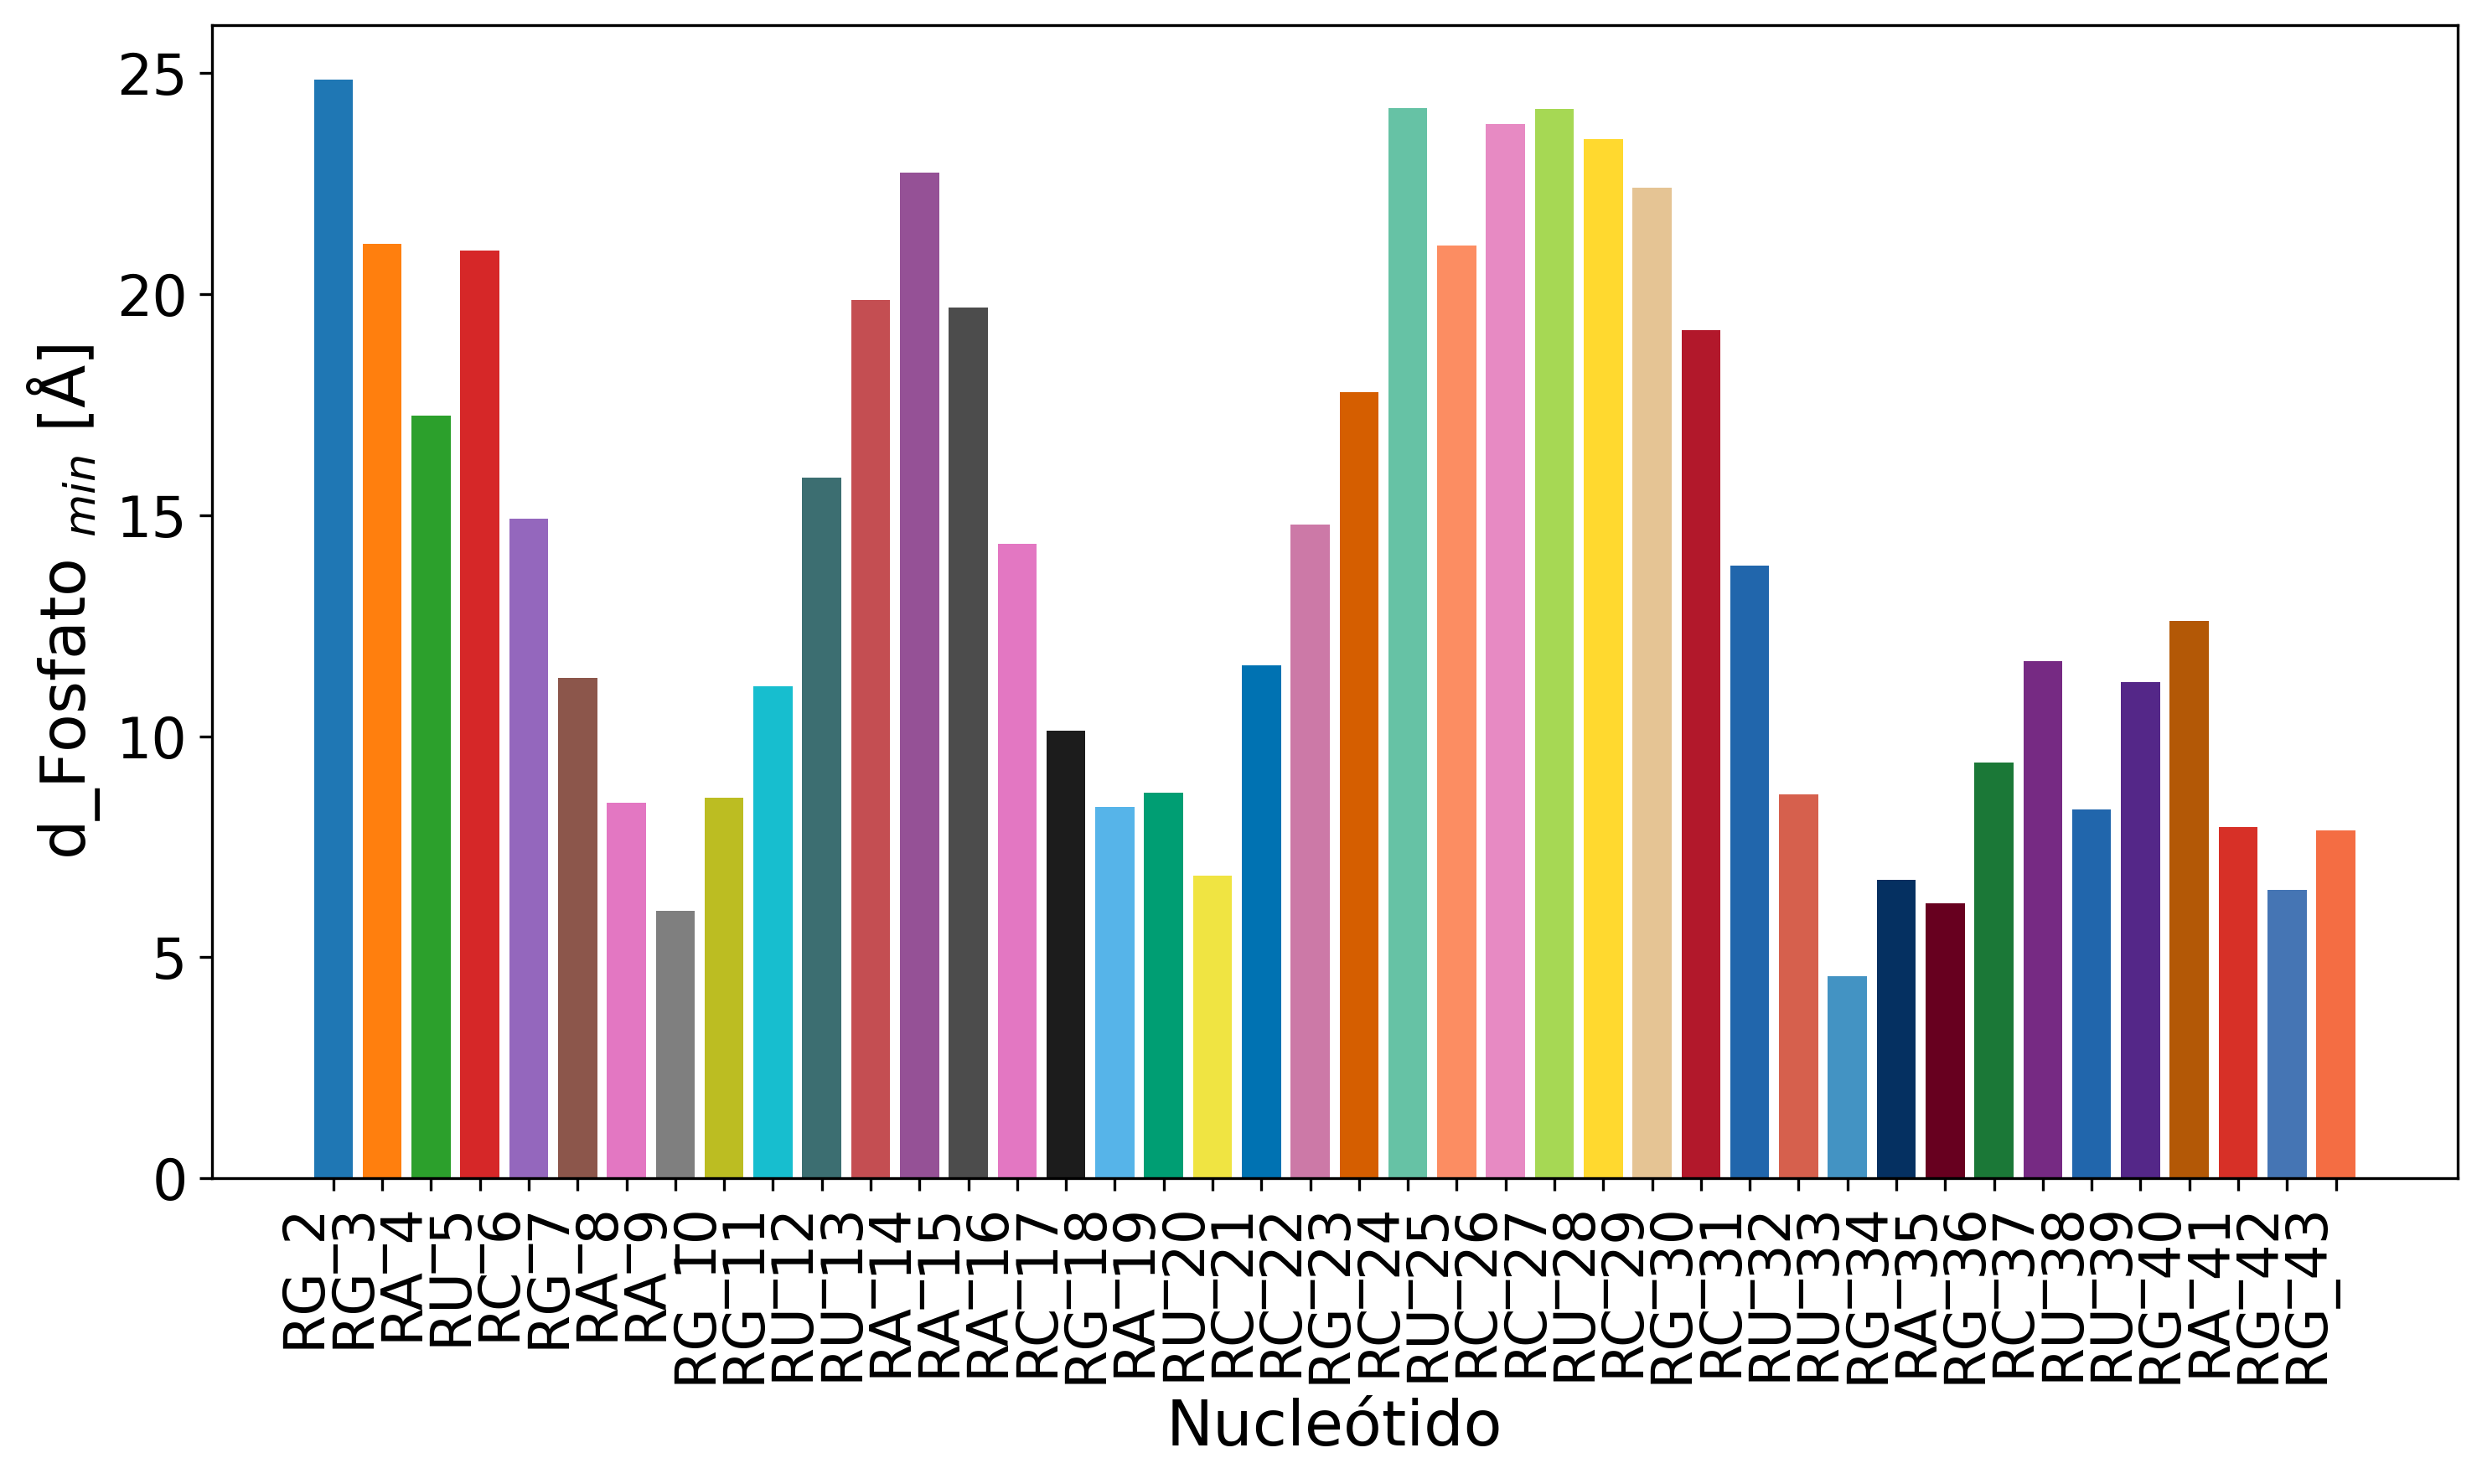 d_Fosfato min [Å]
25
20
15
10
5
0
RG_2
RG_3
RA_4
RU_5
RC_6
RG_7
RA_8
RA_9
RG_10
RG_11
RU_12
RU_13
RA_14
RA_15
RA_16
RC_17
RG_18
RA_19
RU_20
RC_21
RC_22
RG_23
RC_24
RU_25
RC_26
RC_27
RU_28
RC_29
RG_30
RC_31
RU_32
RU_33
RG_34
RA_35
RG_36
RC_37
RU_38
RU_39
RG_40
RA_41
RG_42
RG_43
Nucleótido